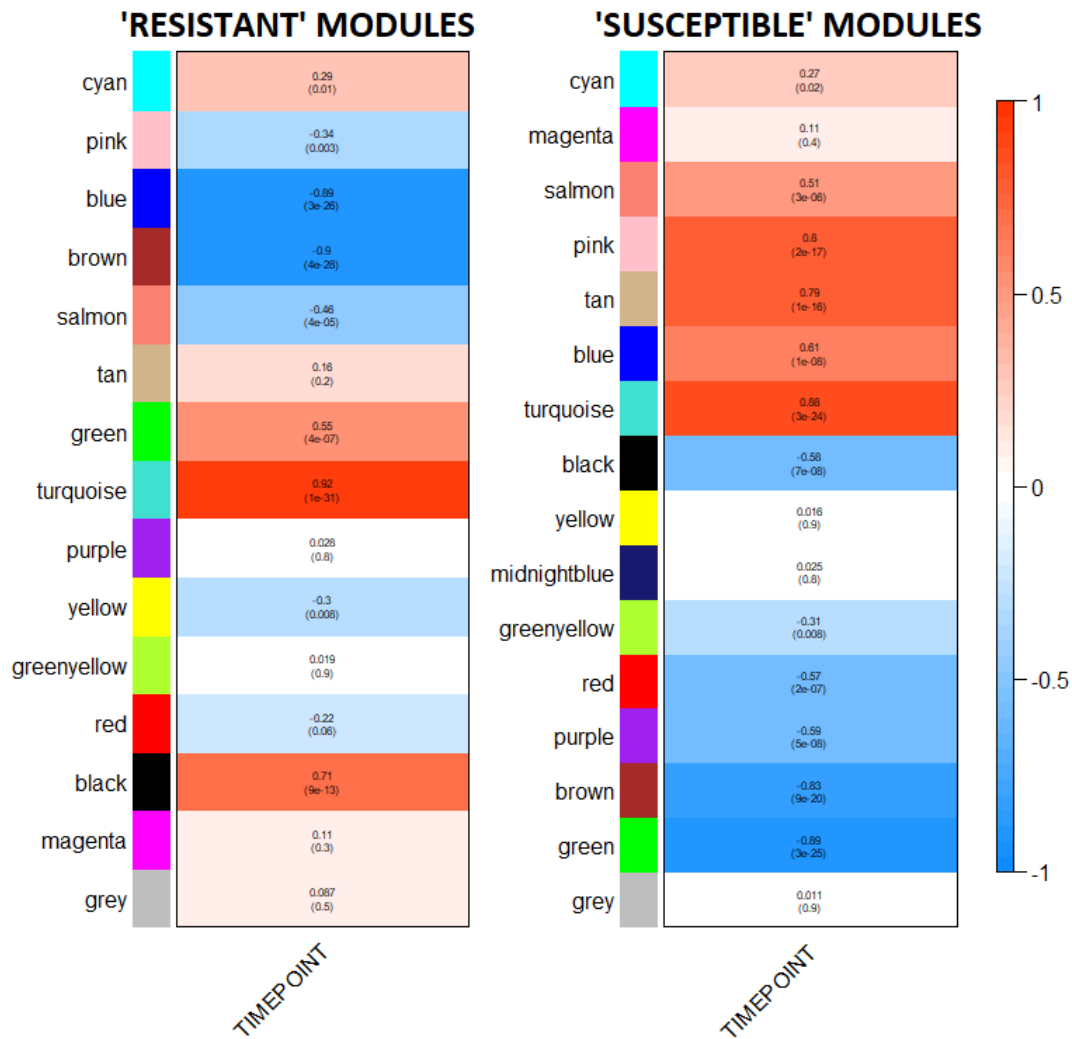 'RESISTANT' MODULES
cyan
0.29
(0.01)
pink
-0.34
(0.003)
blue
-0.89
(3e-26)
brown
-0.9
(4e-28)
salmon
-0.46
(4e-05)
tan
0.16
(0.2)
green
0.55
(4e-07)
turquoise
0.92
(1e-31)
purple
0.028
(0.8)
yellow
-0.3
(0.008)
greenyellow
0.019
(0.9)
red
-0.22
(0.06)
black
0.71
(9e-13)
magenta
0.11
(0.3)
grey
0.087
(0.5)
TIMEPOINT
'SUSCEPTIBLE' MODULES
cyan
0.27
(0.02)
magenta
0.11
(0.4)
salmon
0.51
(3e-06)
pink
0.8
(2e-17)
tan
0.79
(1e-16)
blue
0.61
(1e-08)
turquoise
0.88
(3e-24)
black
-0.58
(7e-08)
yellow
0.016
(0.9)
midnightblue
0.025
(0.8)
greenyellow
-0.31
(0.008)
red
-0.57
(2e-07)
purple
-0.59
(5e-08)
brown
-0.83
(9e-20)
green
-0.89
(3e-25)
grey
0.011
(0.9)
TIMEPOINT
1
0.5
0
-0.5
-1